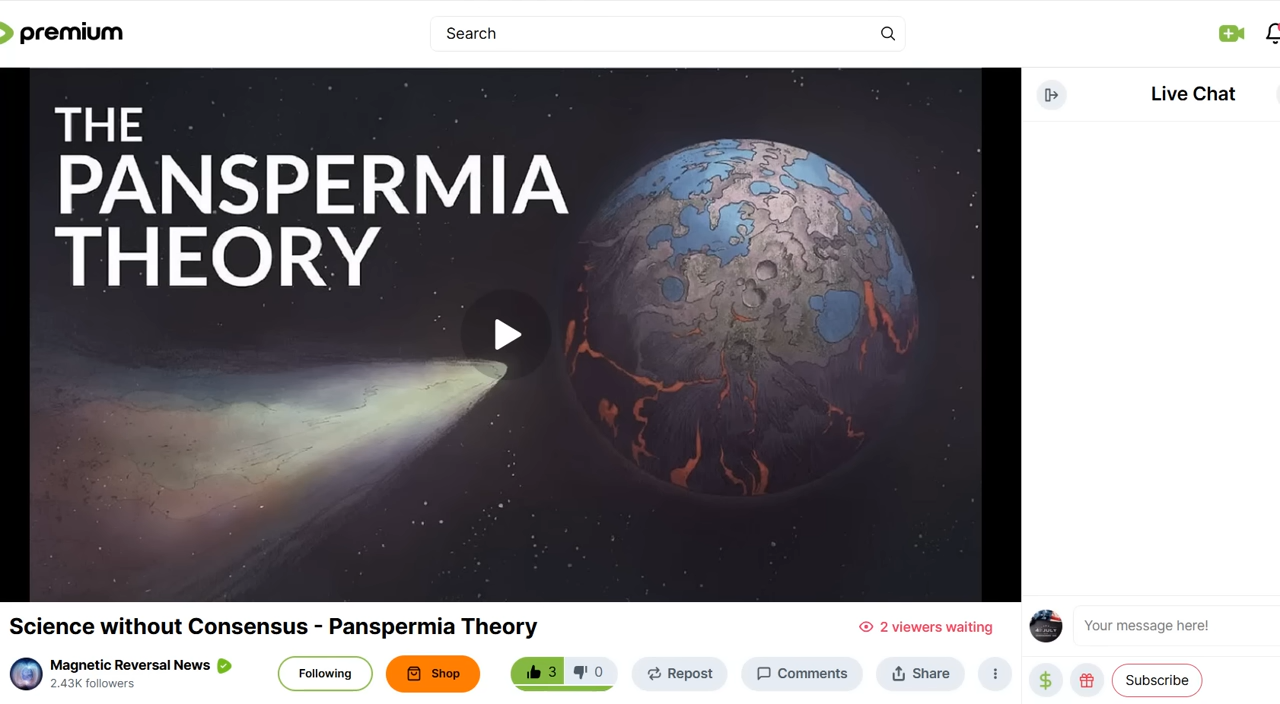 premium
Search
Live Chat
THE
PANSPERMIA
THEORY
Science without Consensus - Panspermia Theory
2 viewers waiting
Magnetic Reversal News
2.43K followers
Following
Shop
3
0
Repost
Comments
Share
Your message here!
$
Subscribe